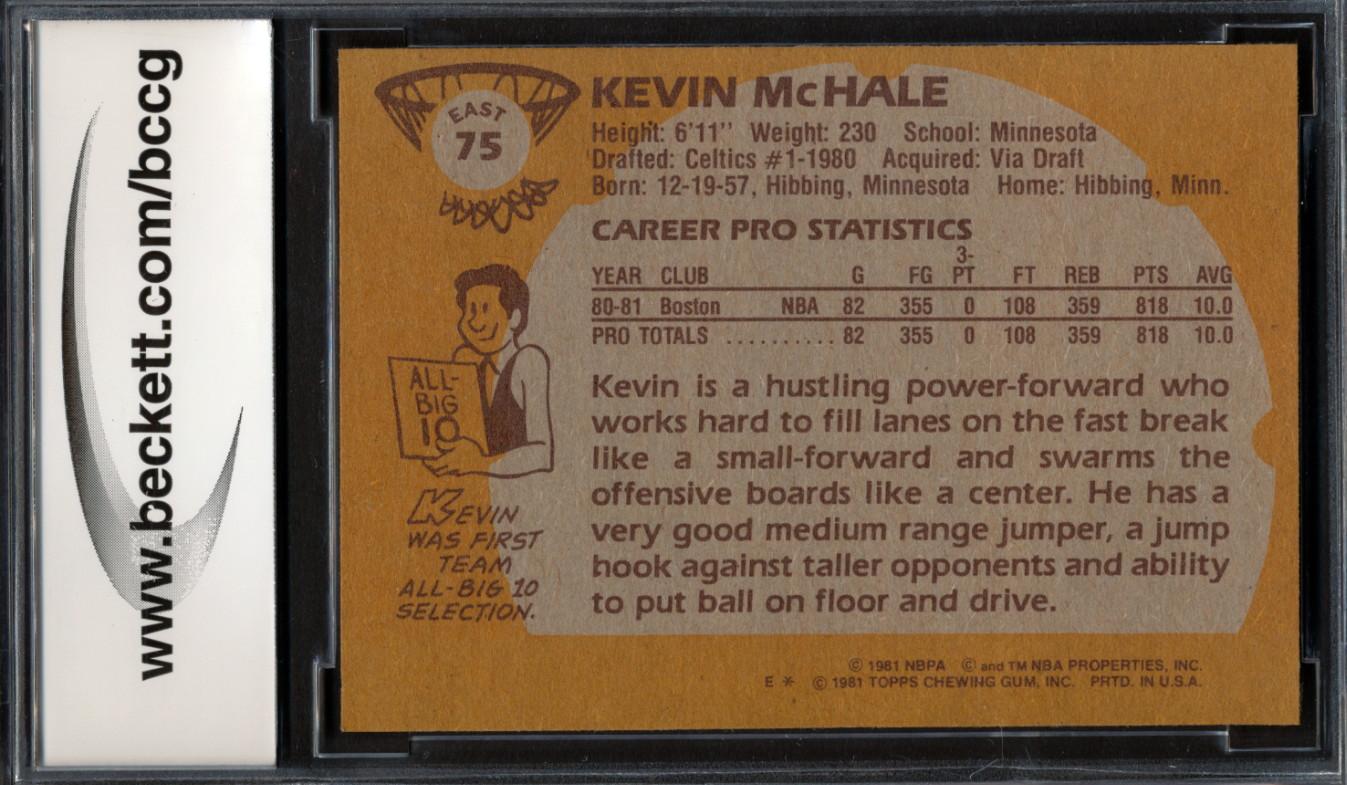 www.beckett.com/bccg
EAST
75
KEVIN McHALE
Height: 6'11" Weight: 230 School: Minnesota
Drafted: Celtics #1-1980 Acquired: Via Draft
Born: 12-19-57, Hibbing, Minnesota Home: Hibbing, Minn.
CAREER PRO STATISTICS
YEAR CLUB G FG 3-PT FT REB PTS AVG
80-81 Boston NBA 82 355 0 108 359 818 10.0
PRO TOTALS .......... 82 355 0 108 359 818 10.0
ALL-
BIG
10
KEVIN
WAS FIRST
TEAM
ALL-BIG 10
SELECTION.
Kevin is a hustling power-forward who
works hard to fill lanes on the fast break
like a small-forward and swarms the
offensive boards like a center. He has a
very good medium range jumper, a jump
hook against taller opponents and ability
to put ball on floor and drive.
© 1981 NBPA © and TM NBA PROPERTIES, INC.
E * © 1981 TOPPS CHEWING GUM, INC. PRTD. IN U.S.A.